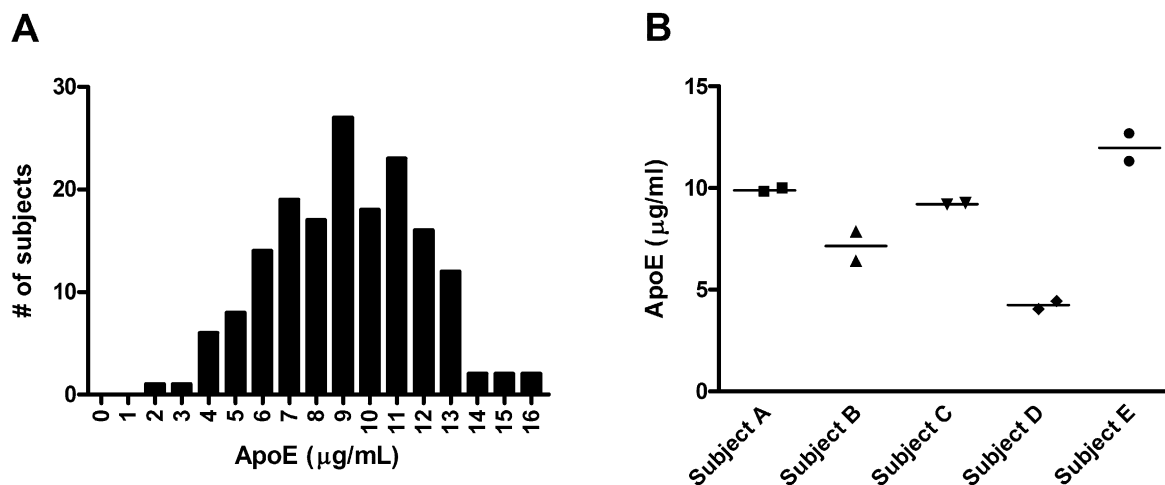 A
30
20
10
0
# of subjects
0 1 2 3 4 5 6 7 8 9 10 11 12 13 14 15 16
ApoE (μg/mL)
B
15
10
5
0
ApoE (μg/ml)
Subject A
Subject B
Subject C
Subject D
Subject E